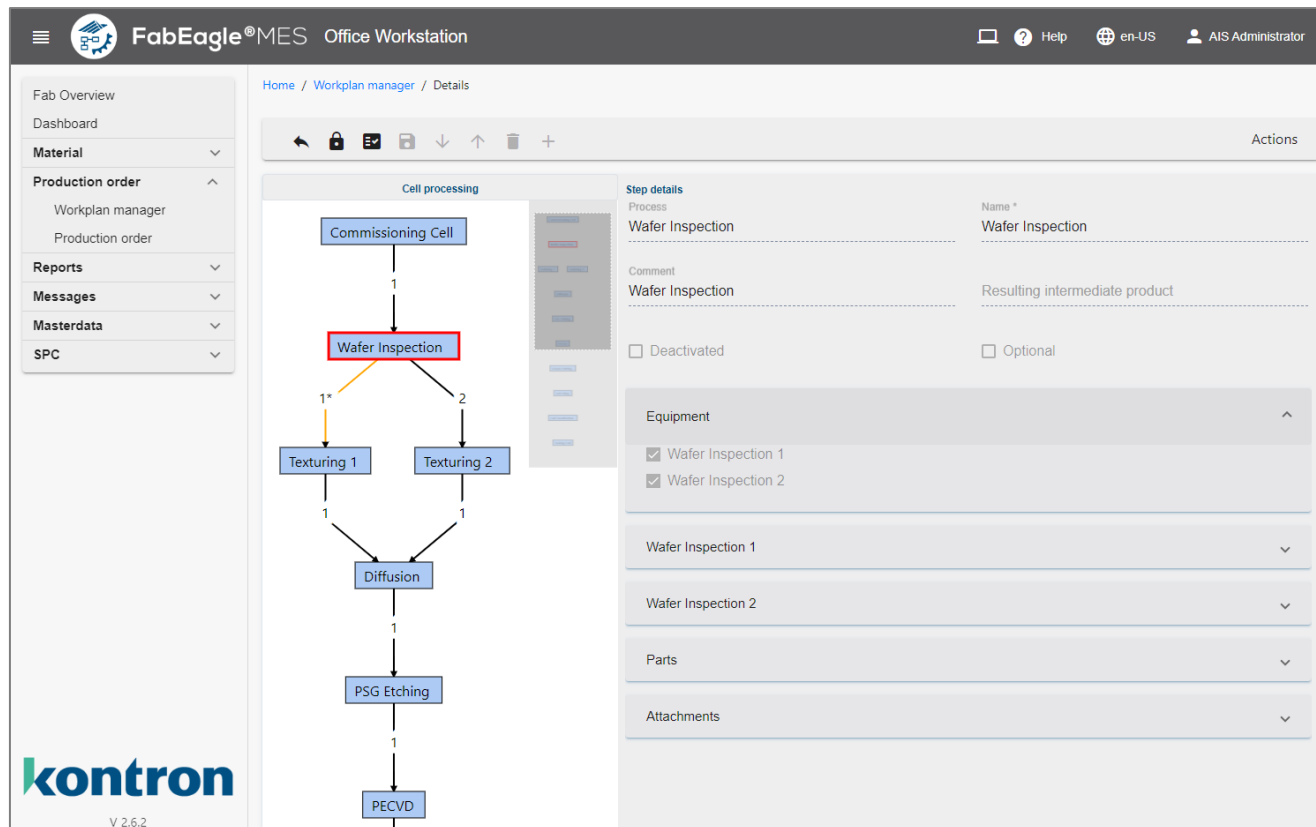 FabEagle®MES Office Workstation
Help
en-US
AIS Administrator
Fab Overview
Dashboard
Material
Production order
Workplan manager
Production order
Reports
Messages
Masterdata
SPC
kontron
V 2.6.2
Home / Workplan manager / Details
Actions
Cell processing
Commissioning Cell
1
Wafer Inspection
1*
2
Texturing 1
Texturing 2
1
1
Diffusion
1
PSG Etching
1
PECVD
Step details
Process
Wafer Inspection
Name *
Wafer Inspection
Comment
Wafer Inspection
Resulting intermediate product
Deactivated
Optional
Equipment
Wafer Inspection 1
Wafer Inspection 2
Wafer Inspection 1
Wafer Inspection 2
Parts
Attachments